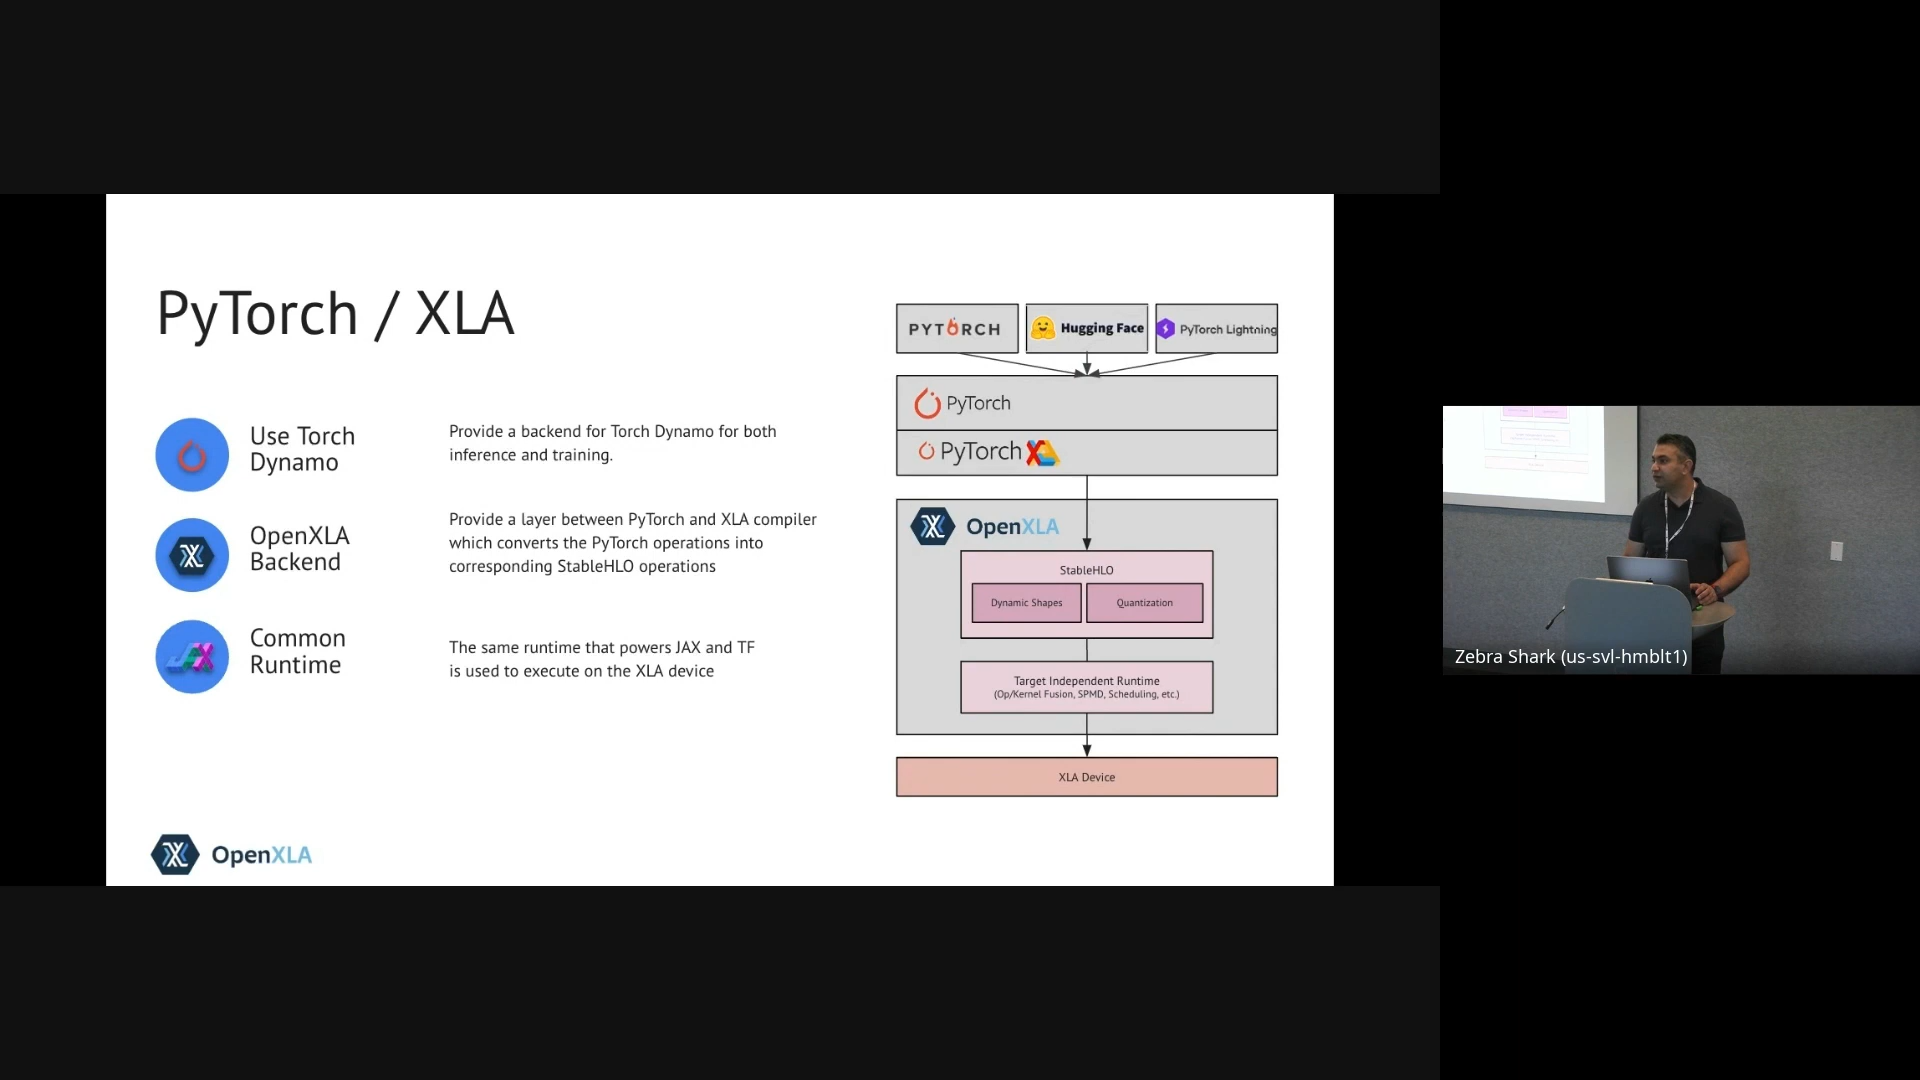 PyTorch / XLA
Use Torch
Dynamo
Provide a backend for Torch Dynamo for both
inference and training.
OpenXLA
Backend
Provide a layer between PyTorch and XLA compiler
which converts the PyTorch operations into
corresponding StableHLO operations
Common
Runtime
The same runtime that powers JAX and TF
is used to execute on the XLA device
OpenXLA
PYTORCH
Hugging Face
PyTorch Lightning
PyTorch
PyTorch
OpenXLA
StableHLO
Dynamic Shapes
Quantization
Target Independent Runtime
(Op/Kernel Fusion, SPMD, Scheduling, etc.)
XLA Device
Zebra Shark (us-svl-hmblt1)